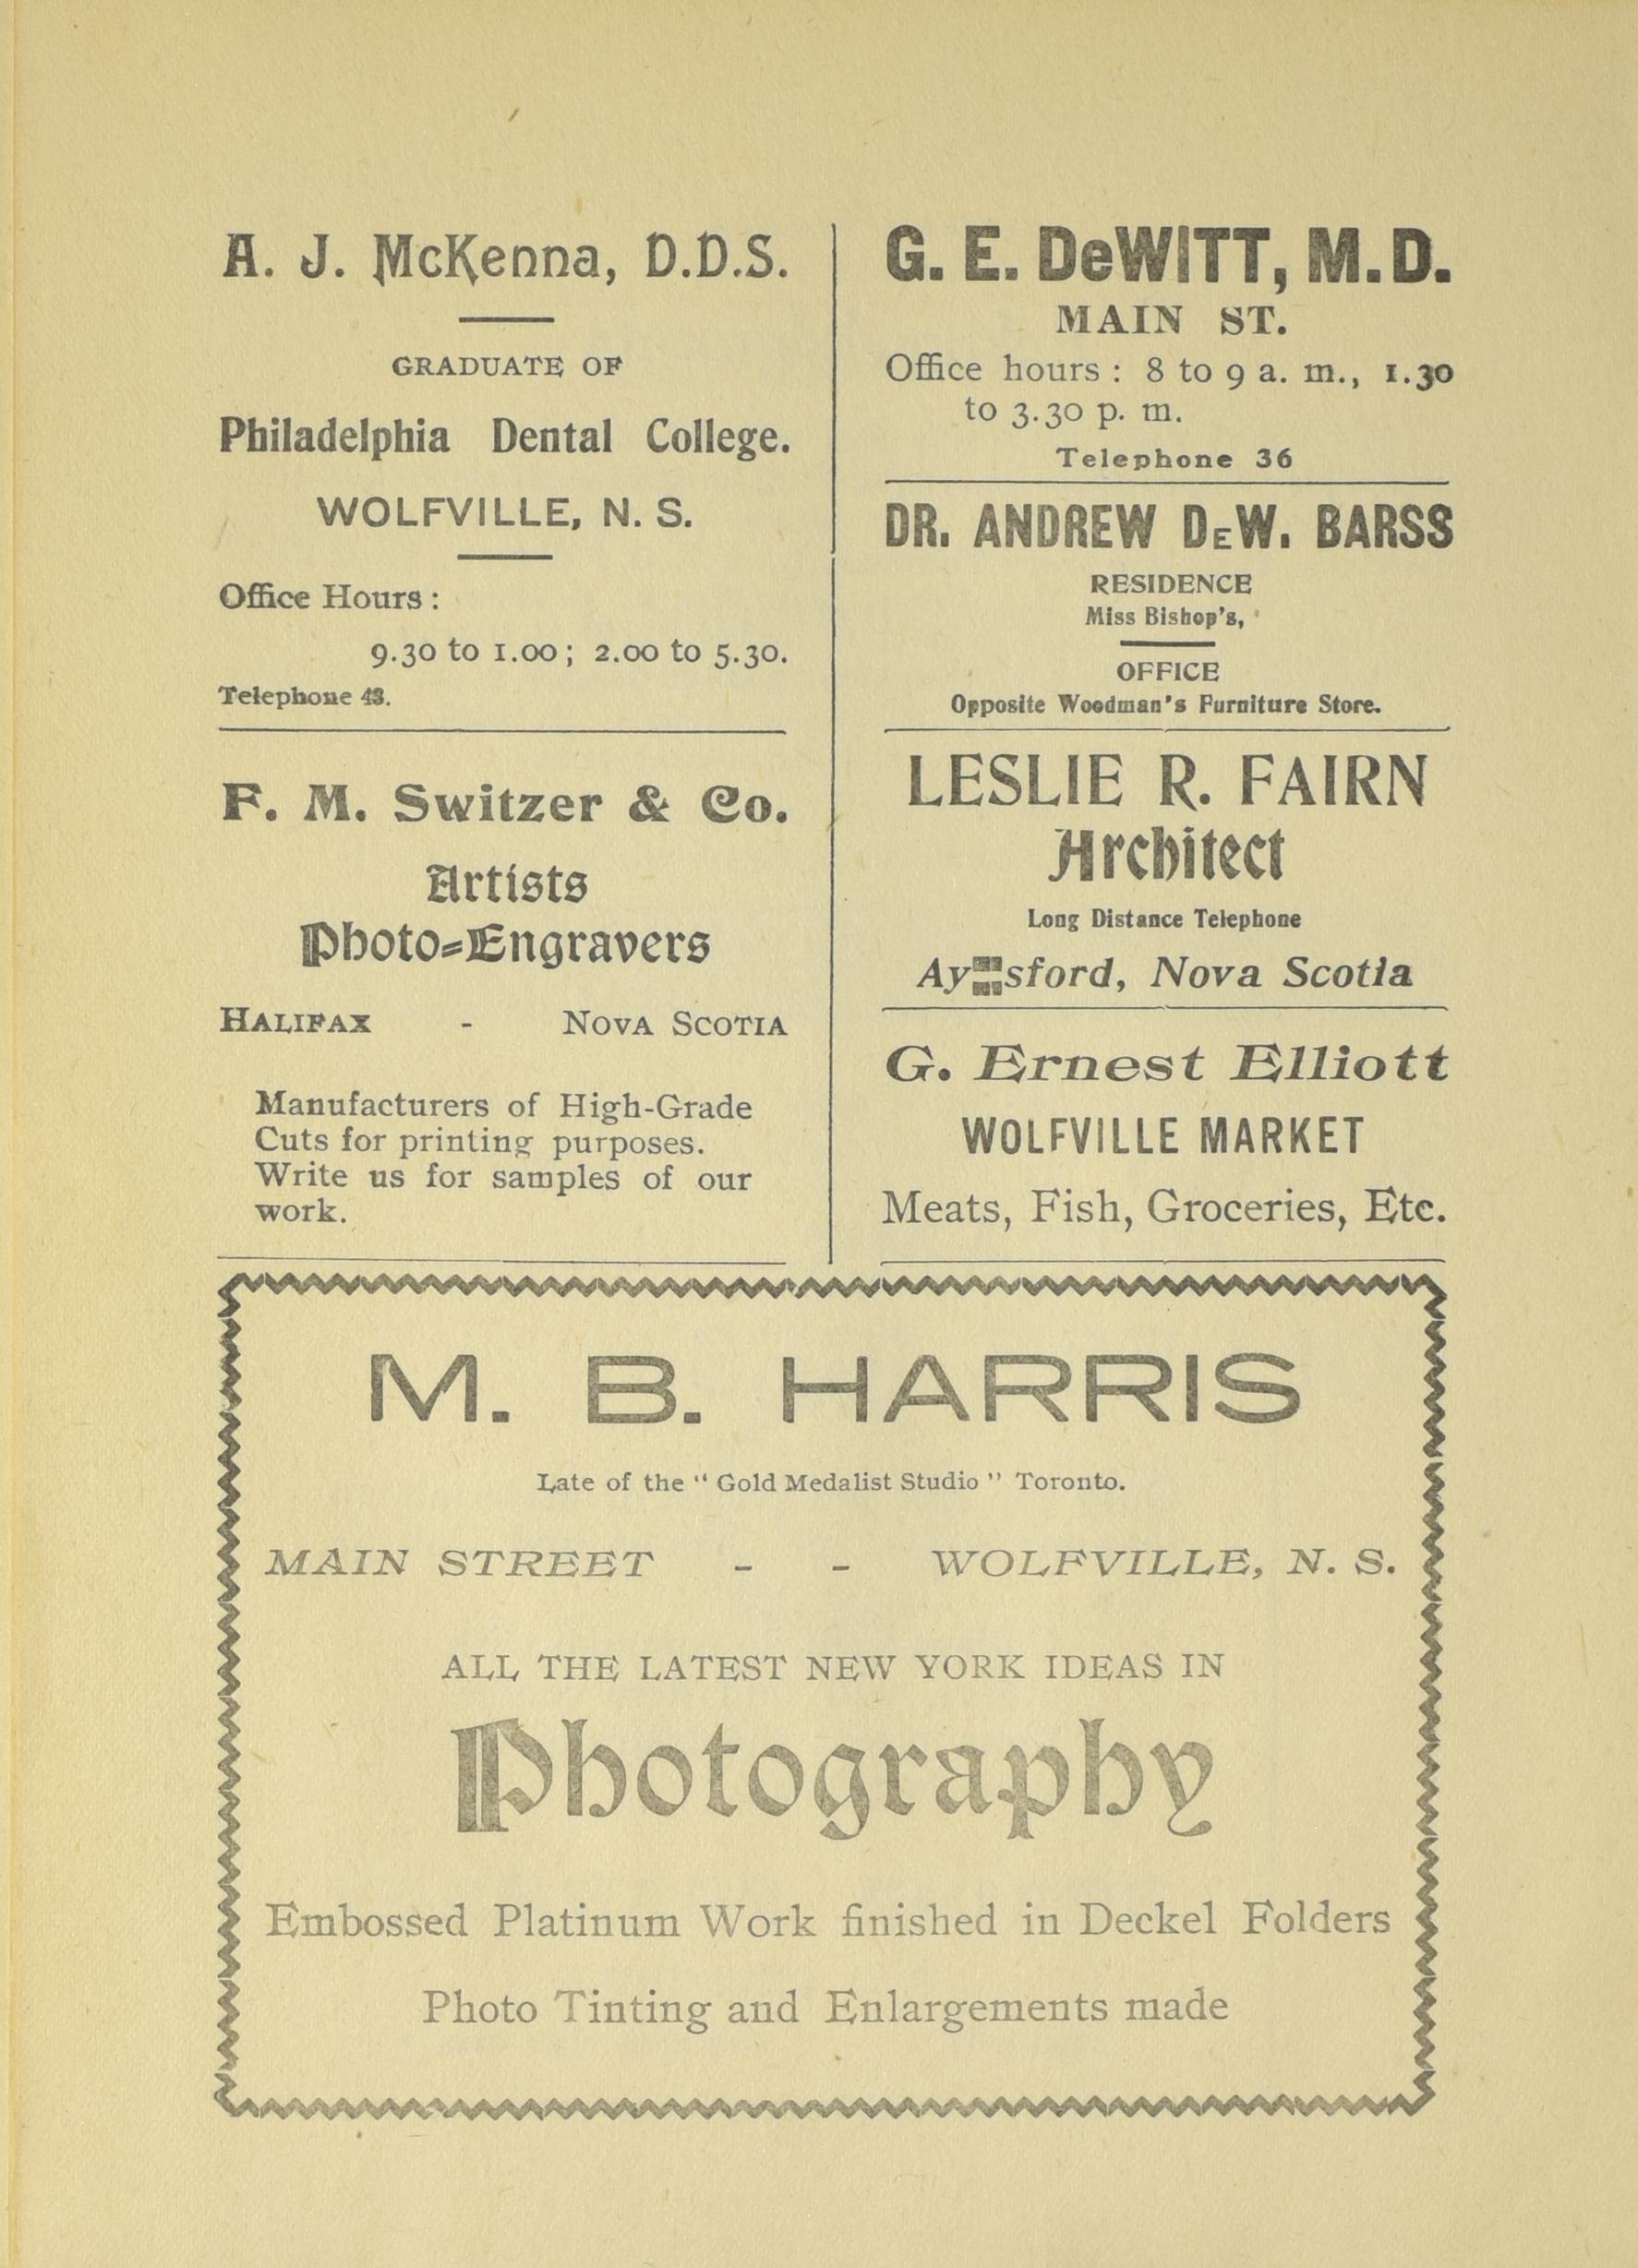 A. J. McKenna, D.D.S.
GRADUATE OF
Philadelphia Dental College.
WOLFVILLE, N. S.
Office Hours :
9.30 to 1.00 ; 2.00 to 5.30.
Telephone 43.
F. M. Switzer & Co.
Artists
Photo=Engravers
HALIFAX - NOVA SCOTIA
Manufacturers of High-Grade
Cuts for printing purposes.
Write us for samples of our
work.
G. E. DeWITT, M.D.
MAIN ST.
Office hours : 8 to 9 a. m., 1.30
to 3.30 p. m.
Telephone 36
DR. ANDREW DEW. BARSS
RESIDENCE
Miss Bishop's,
OFFICE
Opposite Woodman's Furniture Store.
LESLIE R. FAIRN
Architect
Long Distance Telephone
Nova Scotia
G. Ernest Elliott
WOLFVILLE MARKET
Meats, Fish, Groceries, Etc.
M. B. HARRIS
Late of the " Gold Medalist Studio " Toronto.
MAIN STREET - - WOLFVILLE, N. S.
ALL THE LATEST NEW YORK IDEAS IN
Photography
Embossed Platinum Work finished in Deckel Folders
Photo Tinting and Enlargements made